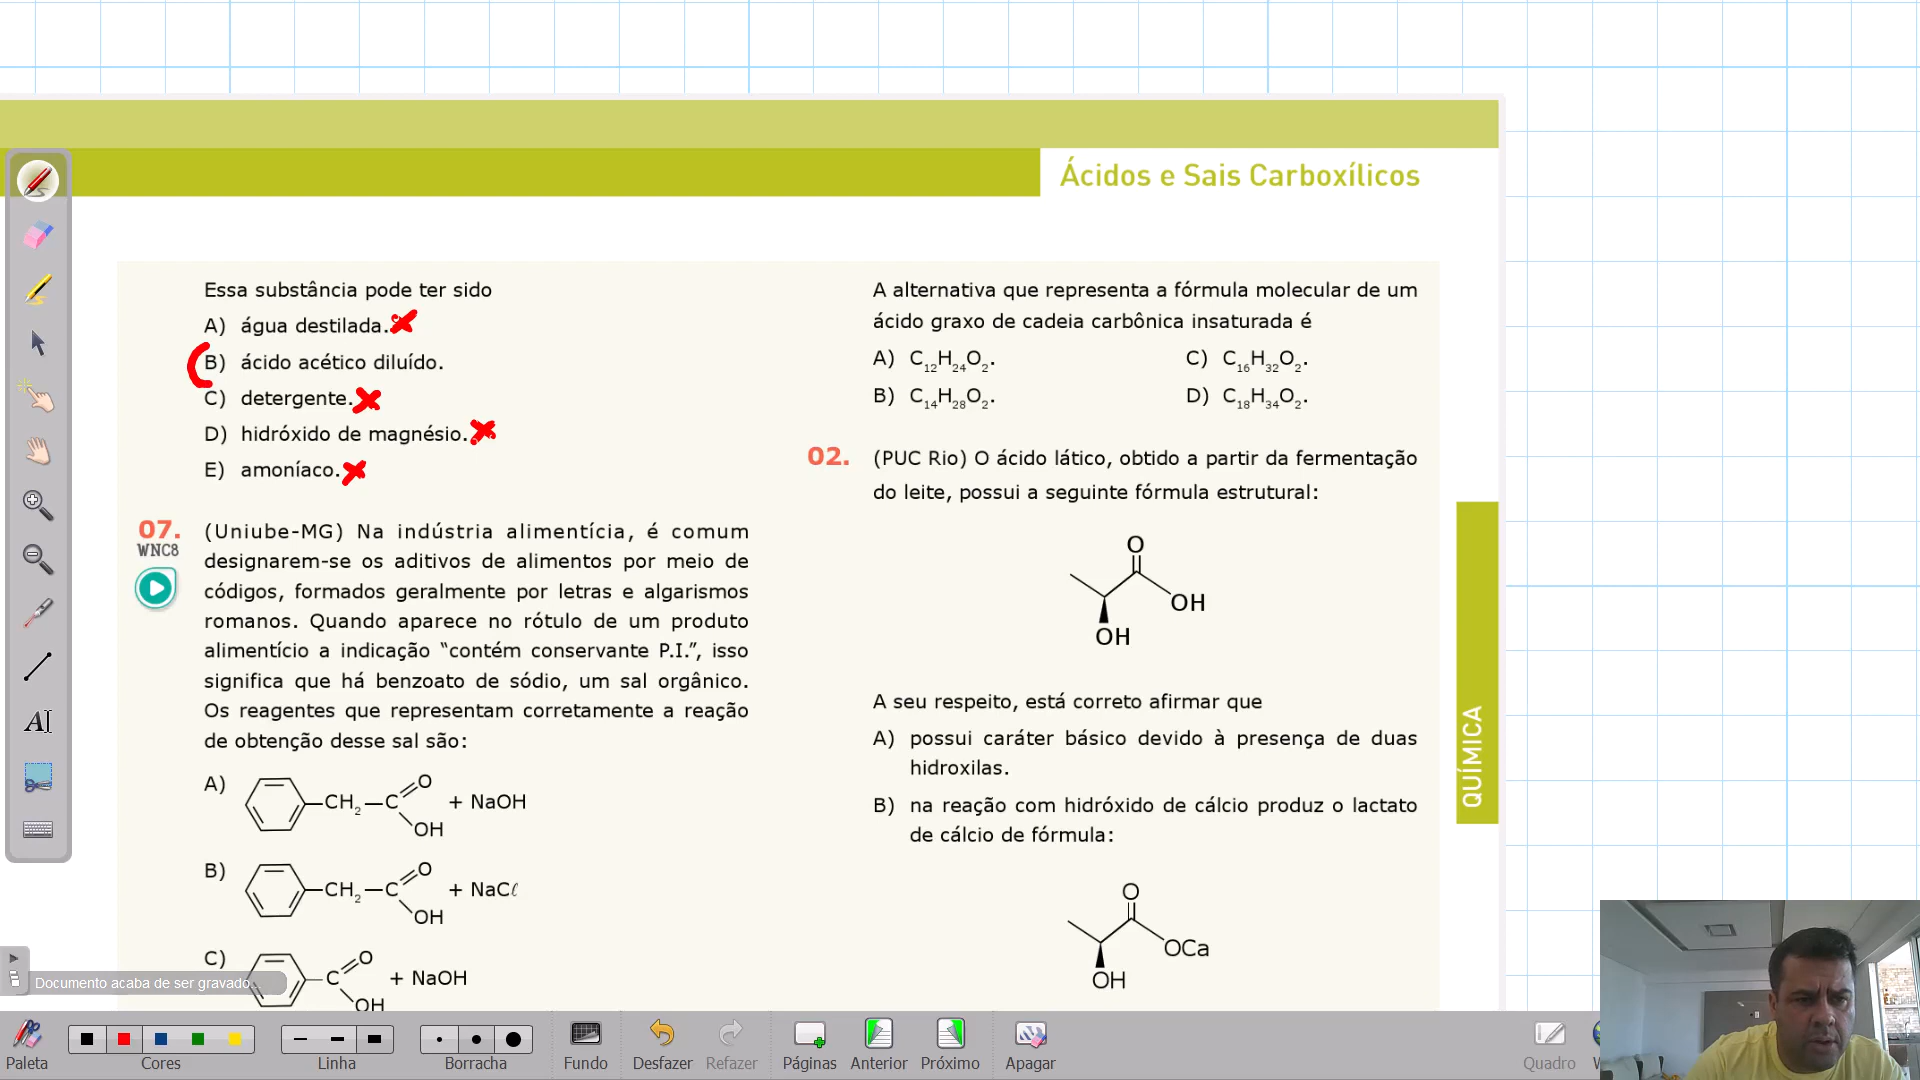 Ácidos e Sais Carboxílicos
Essa substância pode ter sido
A) água destilada.
B) ácido acético diluído.
C) detergente.
D) hidróxido de magnésio.
E) amoníaco.
07. (Uniube-MG) Na indústria alimentícia, é comum
WNC8
designarem-se os aditivos de alimentos por meio de
códigos, formados geralmente por letras e algarismos
romanos. Quando aparece no rótulo de um produto
alimentício a indicação “contém conservante P.I.”, isso
significa que há benzoato de sódio, um sal orgânico.
Os reagentes que representam corretamente a reação
de obtenção desse sal são:
A) CH₂ C O OH + NaOH
B) CH₂ C O OH + NaCℓ
C) C O OH + NaOH
A alternativa que representa a fórmula molecular de um
ácido graxo de cadeia carbônica insaturada é
A) C₁₂H₂₄O₂. C) C₁₆H₃₂O₂.
B) C₁₄H₂₈O₂. D) C₁₈H₃₄O₂.
02. (PUC Rio) O ácido lático, obtido a partir da fermentação
do leite, possui a seguinte fórmula estrutural:
O
OH
OH
A seu respeito, está correto afirmar que
A) possui caráter básico devido à presença de duas
hidroxilas.
B) na reação com hidróxido de cálcio produz o lactato
de cálcio de fórmula:
O
OCa
OH
QUÍMICA
Documento acaba de ser gravado...
Paleta Cores Linha Borracha Fundo Desfazer Refazer Páginas Anterior Próximo Apagar Quadro